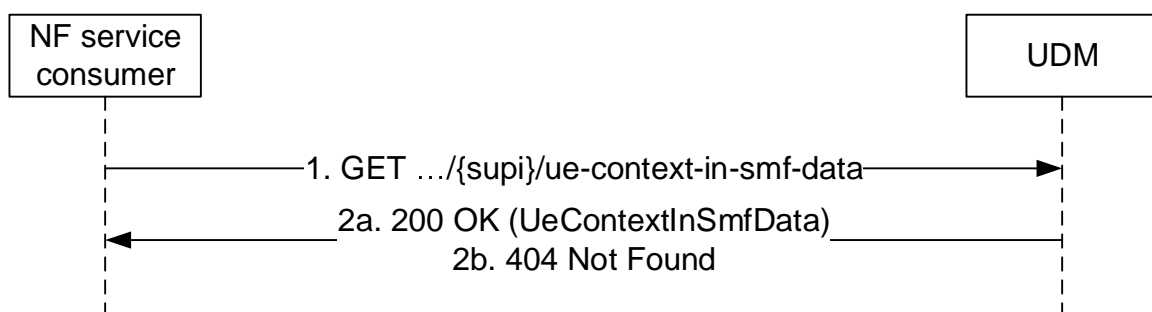 NF service
consumer
UDM
1. GET …/{supi}/ue-context-in-smf-data
2a. 200 OK (UeContextInSmfData)
2b. 404 Not Found